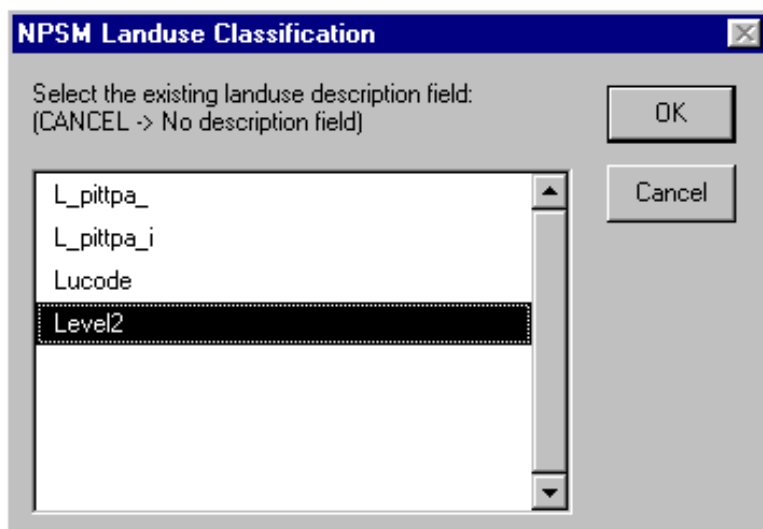 NPSM Landuse Classification
Select the existing landuse description field:
(CANCEL -> No description field)
OK
Cancel
L_pittpa_
L_pittpa_i
Lucode
Level2